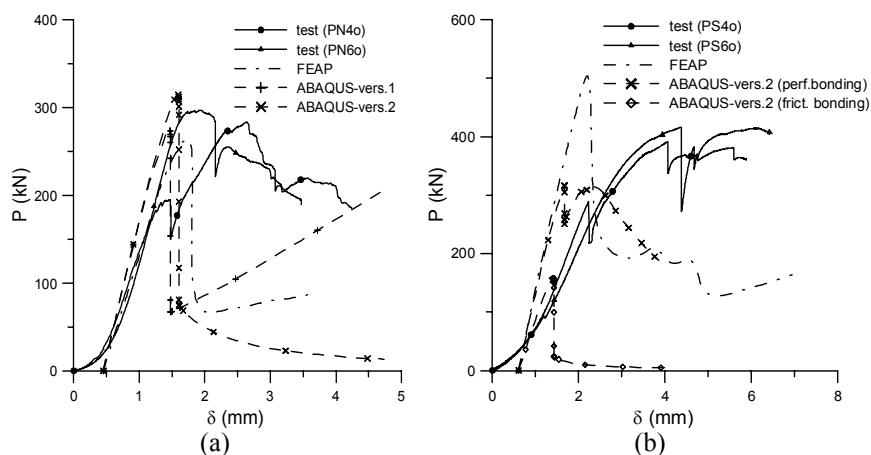 test (PN4o)
test (PN6o)
FEAP
ABAQUS-vers.1
ABAQUS-vers.2
400
300
200
100
0
P (kN)
0 1 2 3 4 5
δ (mm)
(a)
test (PS4o)
test (PS6o)
FEAP
ABAQUS-vers.2 (perf.bonding)
ABAQUS-vers.2 (frict. bonding)
600
400
200
0
P (kN)
0 2 4 6 8
δ (mm)
(b)